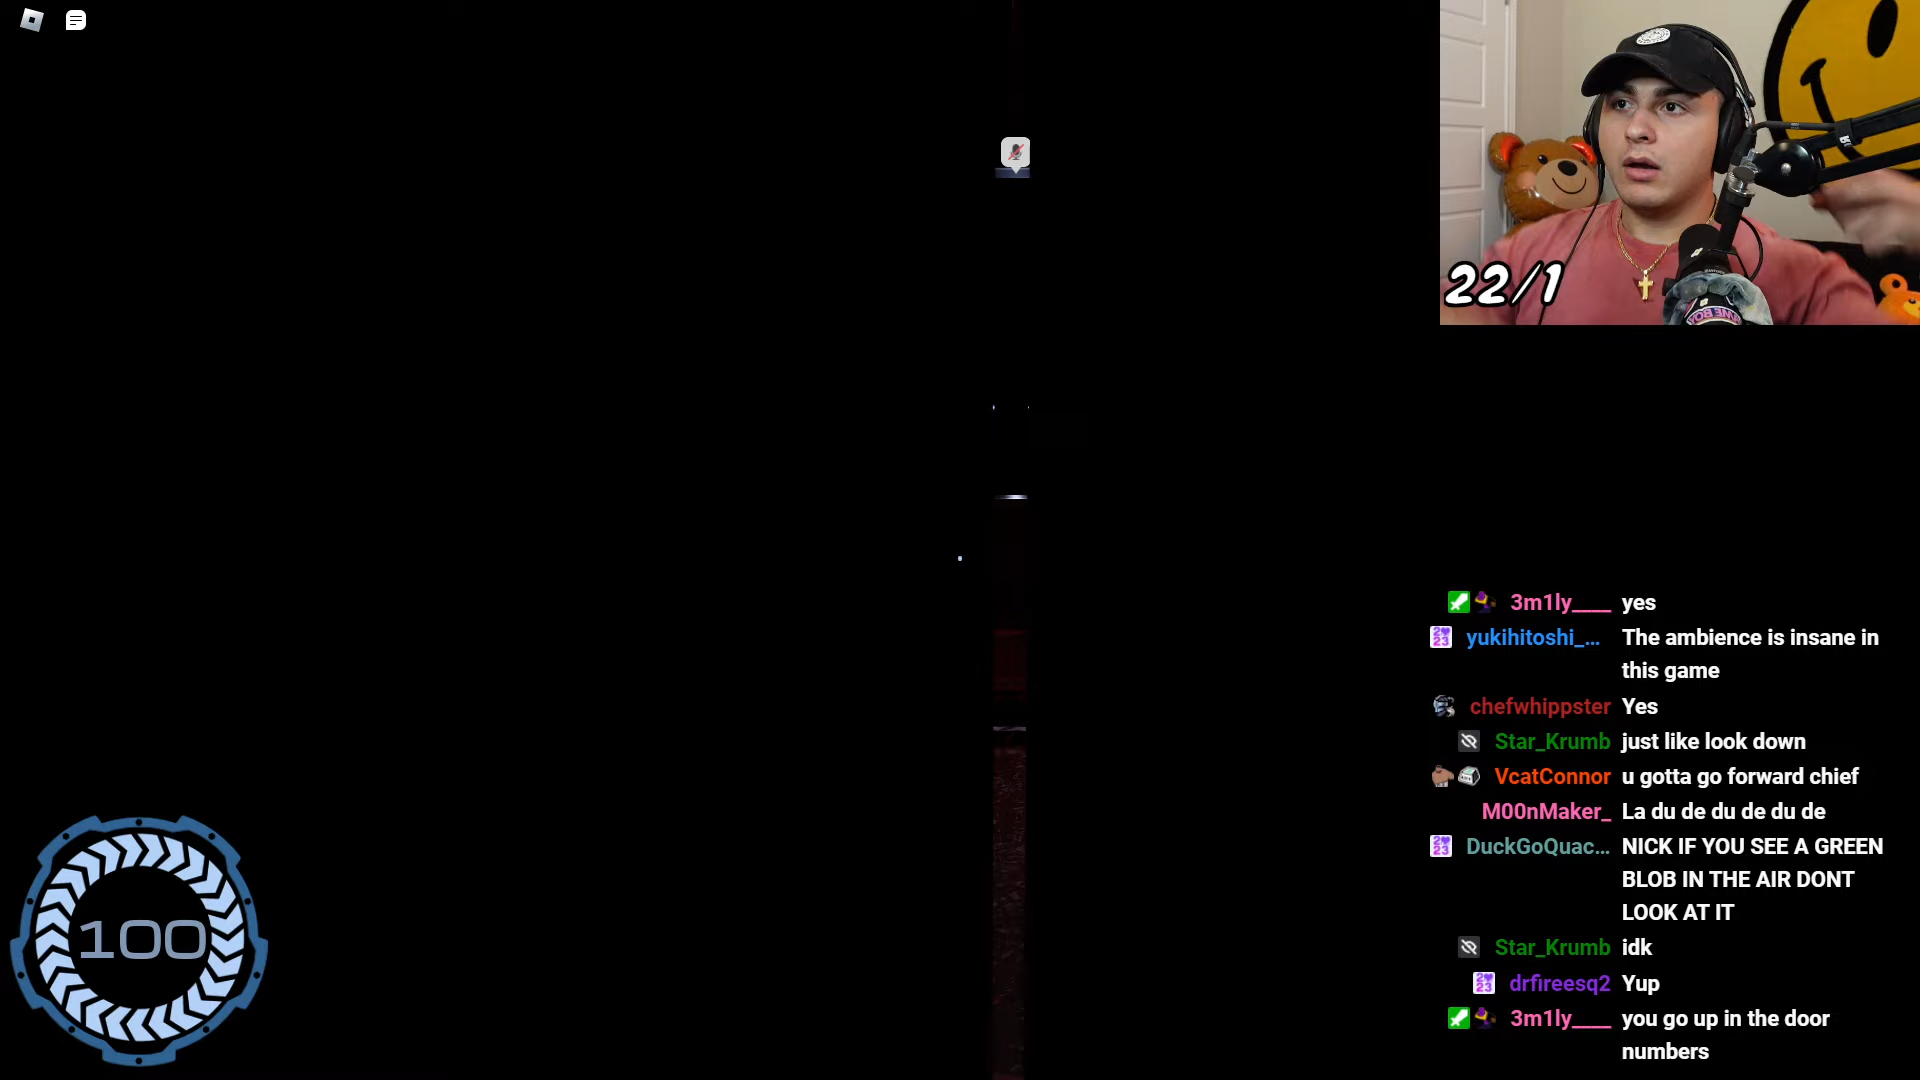 22/1
3m1ly____ yes
yukihitoshi_... The ambience is insane in
this game
chefwhippster Yes
Star_Krumb just like look down
VcatConnor u gotta go forward chief
M00nMaker_ La du de du de du de
DuckGoQuac... NICK IF YOU SEE A GREEN
BLOB IN THE AIR DONT
LOOK AT IT
Star_Krumb idk
drfireesq2 Yup
3m1ly____ you go up in the door
numbers
100